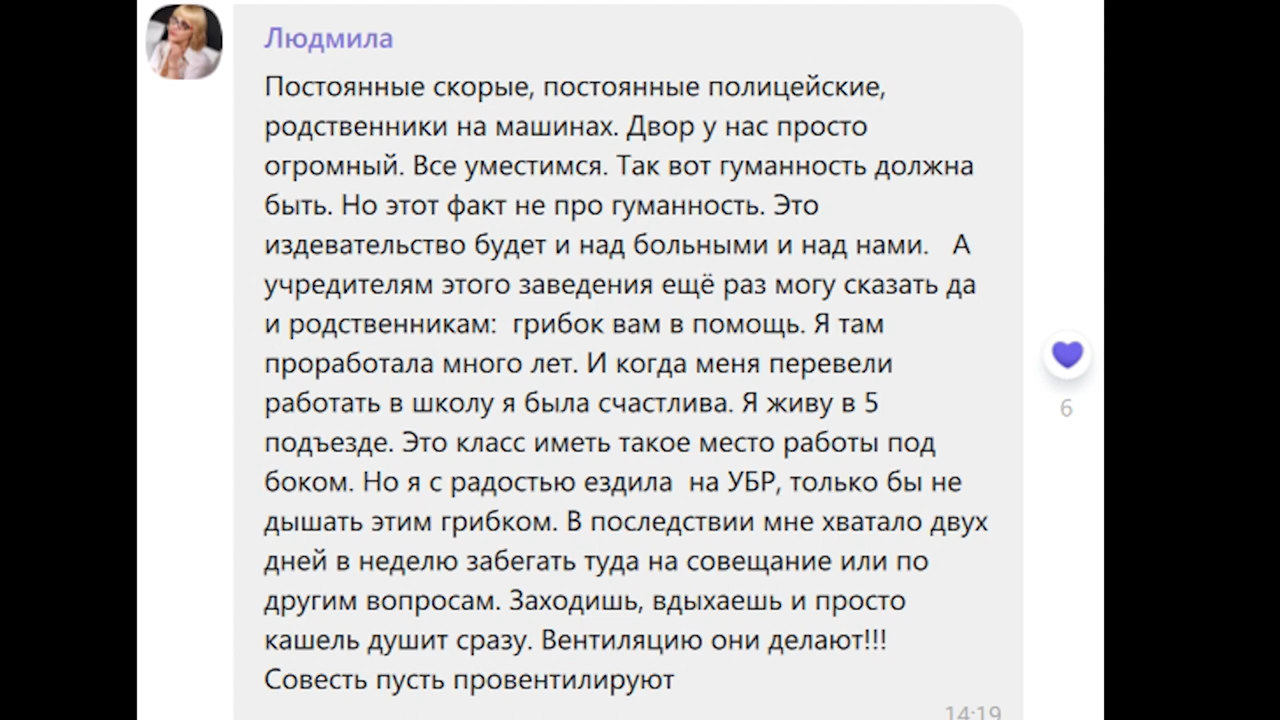 Людмила
Постоянные скорые, постоянные полицейские,
родственники на машинах. Двор у нас просто
огромный. Все уместимся. Так вот гуманность должна
быть. Но этот факт не про гуманность. Это
издевательство будет и над больными и над нами.   А
учредителям этого заведения ещё раз могу сказать да
и родственникам:  грибок вам в помощь. Я там
проработала много лет. И когда меня перевели
работать в школу я была счастлива. Я живу в 5
подъезде. Это класс иметь такое место работы под
боком. Но я с радостью ездила  на УБР, только бы не
дышать этим грибком. В последствии мне хватало двух
дней в неделю забегать туда на совещание или по
другим вопросам. Заходишь, вдыхаешь и просто
кашель душит сразу. Вентиляцию они делают!!!
Совесть пусть провентилируют
6
14:19